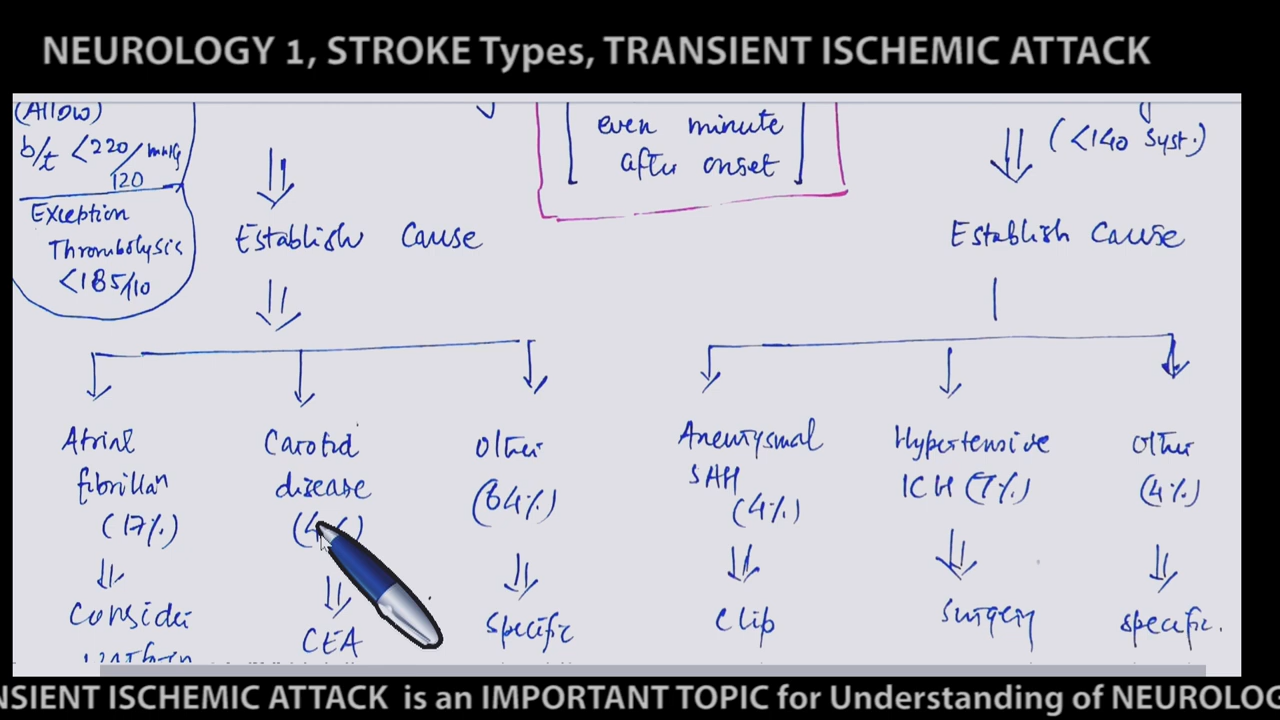 NEUROLOGY 1, STROKE Types, TRANSIENT ISCHEMIC ATTACK
(Allow)
b/t <220/120 mmHg
Exception
Thrombolysis
<185/110
even minute
after onset
(<140 syst.)
Establish Cause
Establish Cause
Atrial
fibrillan
(17%)
Carotid
disease
(4%)
Other
(64%)
Aneurysmal
SAH
(4%)
Hypertensive
ICH (7%)
Other
(4%)
Consider
CEA
specific
Clip
surgery
specific.
NSIENT ISCHEMIC ATTACK is an IMPORTANT TOPIC for Understanding of NEUROLOG